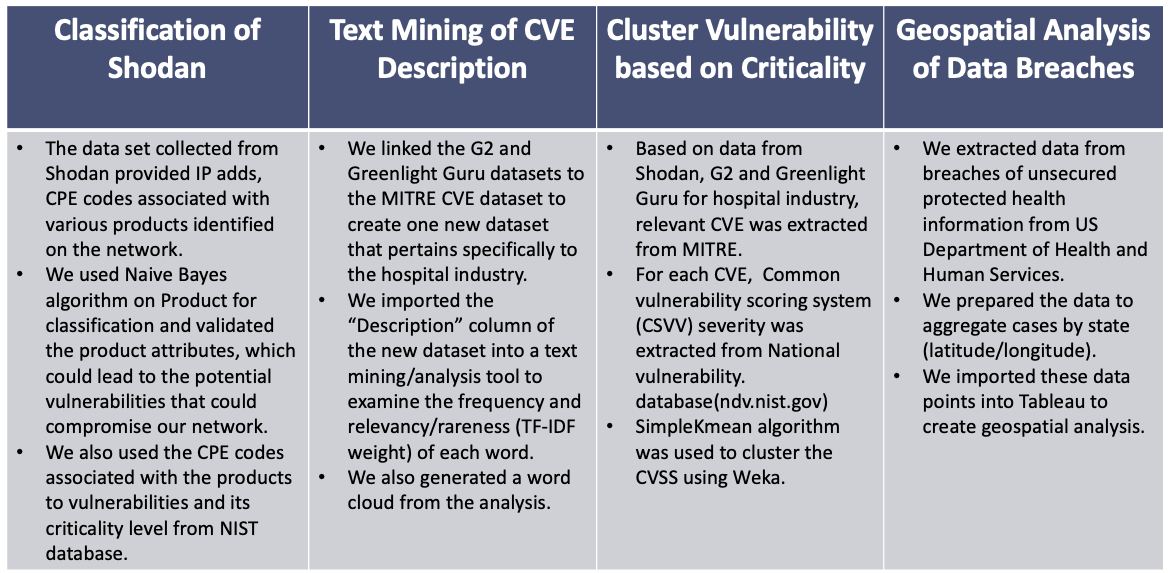 Classification of
Shodan
• The data set collected from
Shodan provided IP adds,
CPE codes associated with
various products identified
on the network.
• We used Naive Bayes
algorithm on Product for
classification and validated
the product attributes, which
could lead to the potential
vulnerabilities that could
compromise our network.
• We also used the CPE codes
associated with the products
to vulnerabilities and its
criticality level from NIST
database.
Text Mining of CVE
Description
• We linked the G2 and
Greenlight Guru datasets to
the MITRE CVE dataset to
create one new dataset
that pertains specifically to
the hospital industry.
• We imported the
“Description” column of
the new dataset into a text
mining/analysis tool to
examine the frequency and
relevancy/rareness (TF-IDF
weight) of each word.
• We also generated a word
cloud from the analysis.
Cluster Vulnerability
based on Criticality
• Based on data from
Shodan, G2 and Greenlight
Guru for hospital industry,
relevant CVE was extracted
from MITRE.
• For each CVE, Common
vulnerability scoring system
(CSVV) severity was
extracted from National
vulnerability.
database(ndv.nist.gov)
• SimpleKmean algorithm
was used to cluster the
CVSS using Weka.
Geospatial Analysis
of Data Breaches
• We extracted data from
breaches of unsecured
protected health
information from US
Department of Health and
Human Services.
• We prepared the data to
aggregate cases by state
(latitude/longitude).
• We imported these data
points into Tableau to
create geospatial analysis.